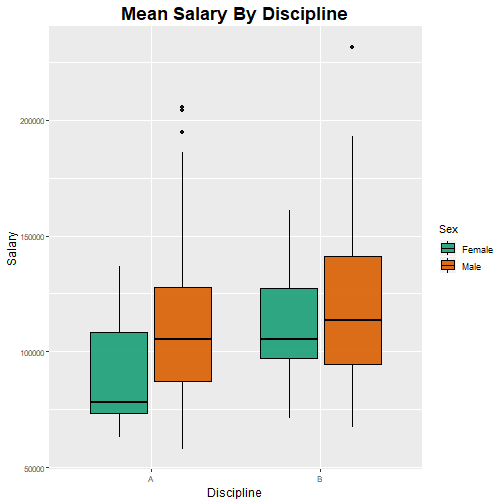 Mean Salary By Discipline
Salary
200000
150000
100000
50000
A
B
Discipline
Sex
Female
Male